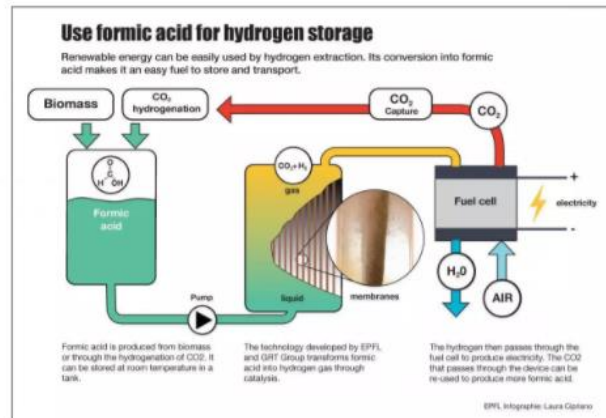 Use formic acid for hydrogen storage
Renewable energy can be easily used by hydrogen extraction. Its conversion into formic
acid makes it an easy fuel to store and transport.
Biomass
CO₂
hydrogenation
CO₂
Capture
CO₂
O
C
H OH
Formic
acid
CO₂+H₂
gas
liquid
membranes
Pump
Fuel cell
+
-
electricity
H₂0
AIR
Formic acid is produced from biomass
or through the hydrogenation of CO2. It
can be stored at room temperature in a
tank.
The technology developed by EPFL
and GRT Group transforms formic
acid into hydrogen gas through
catalysis.
The hydrogen then passes through the
fuel cell to produce electricity. The CO2
that passes through the device can be
re-used to produce more formic acid.
EPFL Infographie: Laura Cipriano